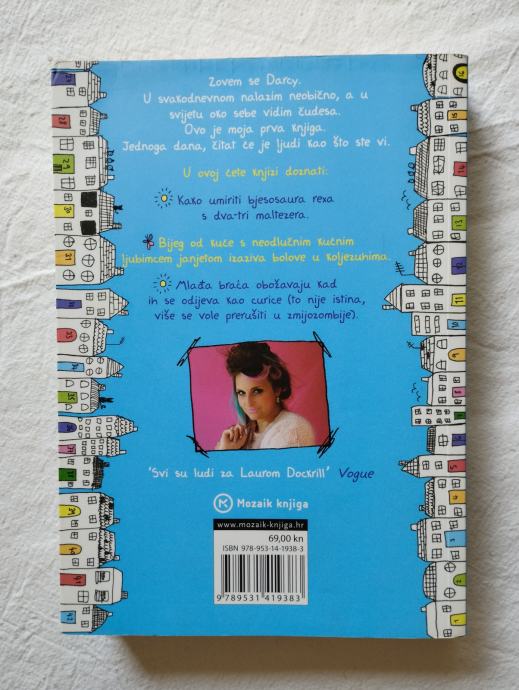 Zovem se Darcy.
U svakodnevnom nalazim neobično, a u
svijetu oko sebe vidim čudesa.
Ovo je moja prva knjiga.
Jednoga dana, čitat će je ljudi kao što ste vi.
U ovoj ćete knjizi doznati:
Kako umiriti bjesosaura rexa
s dva-tri maltezera.
Bijeg od kuće s neodlučnim kućnim
ljubimcem janjetom izaziva bolove u koljezuhima.
Mlađa braća obožavaju kad
ih se odijeva kao curice (to nije istina,
više se vole prerušiti u zmijozombije).
'Svi su ludi za Laurom Dockrill' Vogue
Mozaik knjiga
www.mozaik-knjiga.hr
69,00 kn
ISBN 978-953-14-1938-3
9 789531 419383